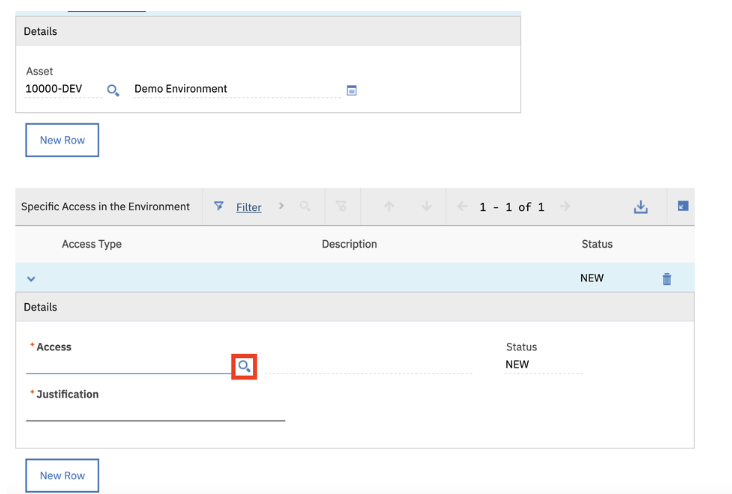 Details
Asset
10000-DEV Demo Environment
New Row
Specific Access in the Environment Filter 1 - 1 of 1
Access Type Description Status
NEW
Details
* Access Status
NEW
* Justification
New Row